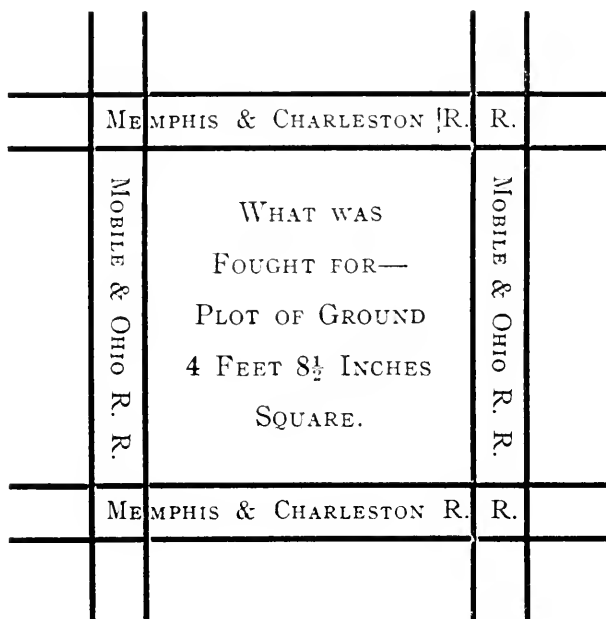 MEMPHIS & CHARLESTON R. R.
MOBILE & OHIO R. R.
WHAT WAS
FOUGHT FOR—
PLOT OF GROUND
4 FEET 8½ INCHES
SQUARE.
MOBILE & OHIO R. R.
MEMPHIS & CHARLESTON R. R.